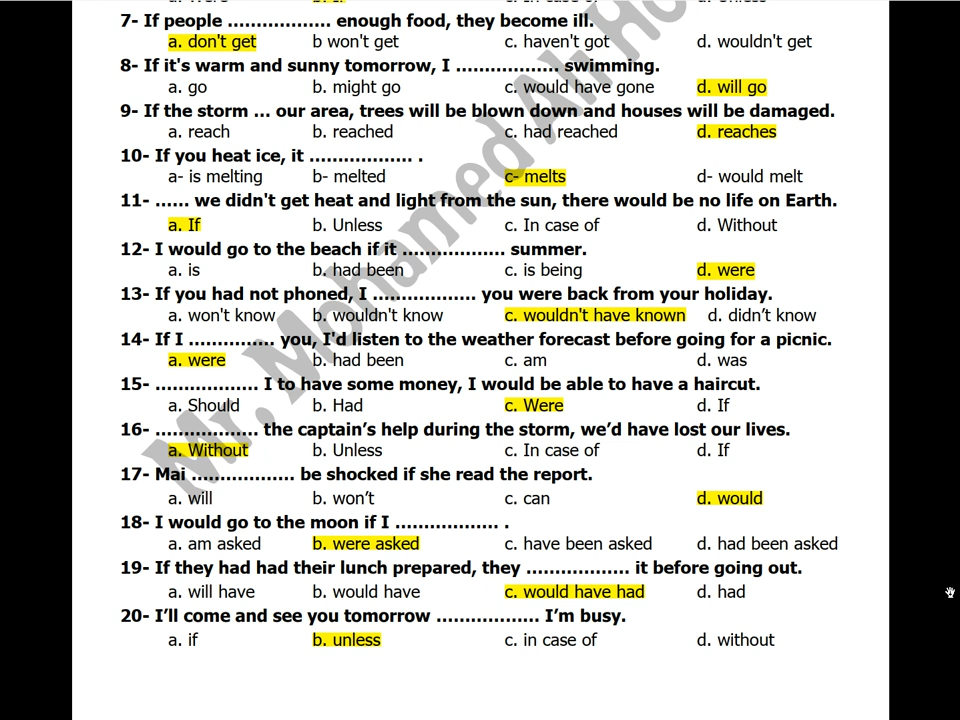 7- If people .................. enough food, they become ill.
a. don't get b won't get c. haven't got d. wouldn't get
8- If it's warm and sunny tomorrow, I .................. swimming.
a. go b. might go c. would have gone d. will go
9- If the storm ... our area, trees will be blown down and houses will be damaged.
a. reach b. reached c. had reached d. reaches
10- If you heat ice, it .................. .
a- is melting b- melted c- melts d- would melt
11- ...... we didn't get heat and light from the sun, there would be no life on Earth.
a. If b. Unless c. In case of d. Without
12- I would go to the beach if it .................. summer.
a. is b. had been c. is being d. were
13- If you had not phoned, I .................. you were back from your holiday.
a. won't know b. wouldn't know c. wouldn't have known d. didn’t know
14- If I ............... you, I'd listen to the weather forecast before going for a picnic.
a. were b. had been c. am d. was
15- .................. I to have some money, I would be able to have a haircut.
a. Should b. Had c. Were d. If
16- .................. the captain’s help during the storm, we’d have lost our lives.
a. Without b. Unless c. In case of d. If
17- Mai .................. be shocked if she read the report.
a. will b. won’t c. can d. would
18- I would go to the moon if I .................. .
a. am asked b. were asked c. have been asked d. had been asked
19- If they had had their lunch prepared, they .................. it before going out.
a. will have b. would have c. would have had d. had
20- I’ll come and see you tomorrow .................. I’m busy.
a. if b. unless c. in case of d. without
Mr. Mohamed Ali